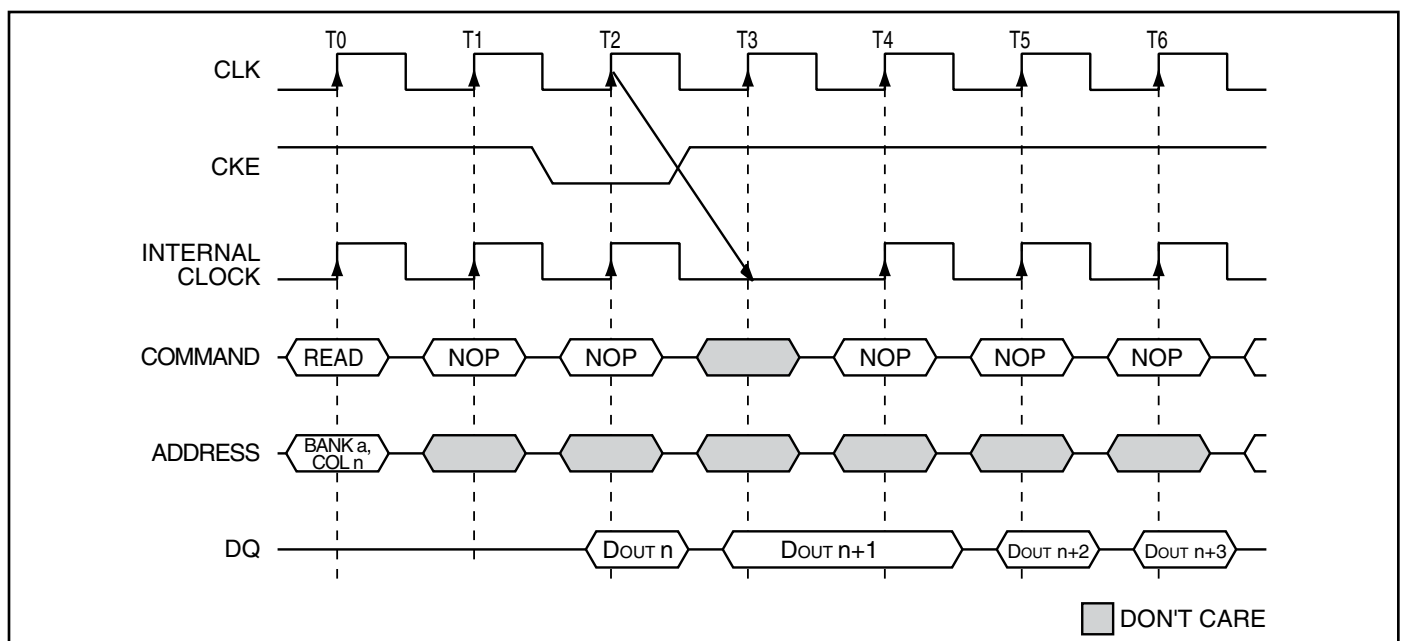 T0 T1 T2 T3 T4 T5 T6
CLK
CKE
INTERNAL
CLOCK
COMMAND READ NOP NOP NOP NOP NOP
ADDRESS BANK a,
COL n
DQ DOUT n DOUT n+1 DOUT n+2 DOUT n+3
DON'T CARE